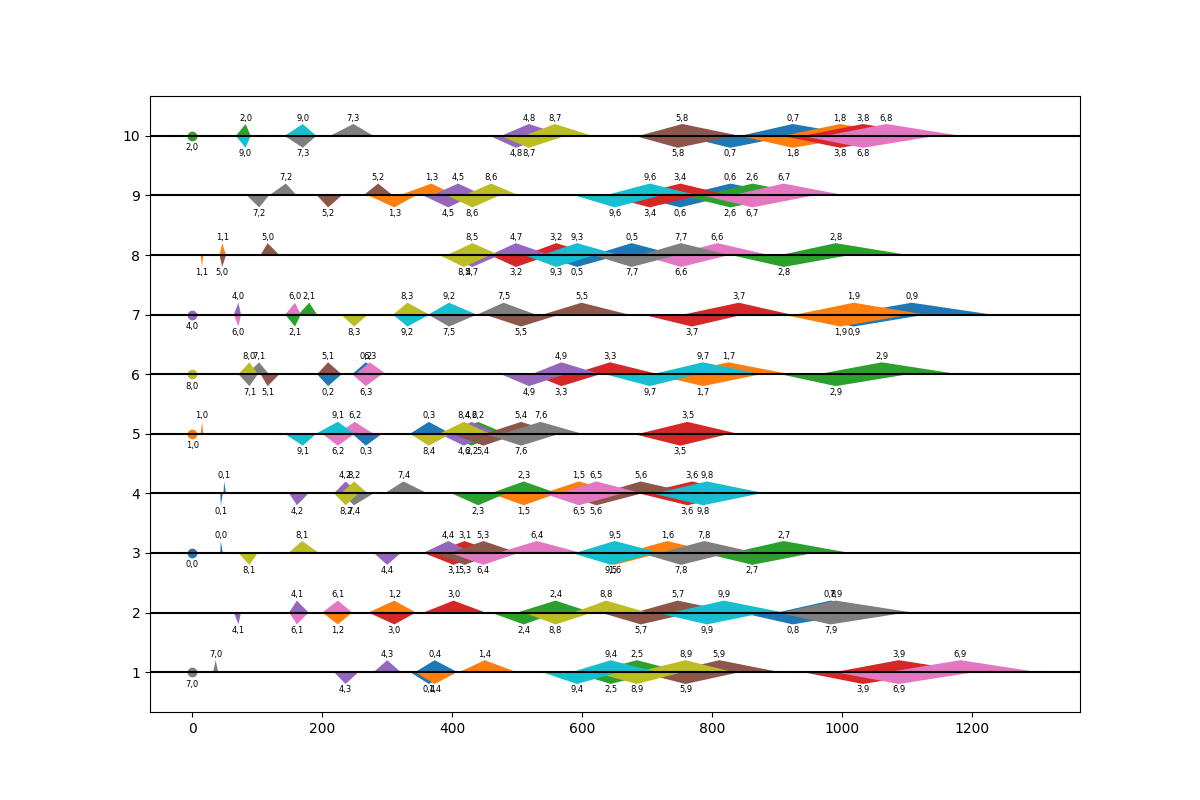 2,0 9,0 7,3 4,8 8,7 5,8 0,7 1,8 3,8 6,8
10
2,0 9,0 7,3 4,8 8,7 5,8 0,7 1,8 3,8 6,8
7,2 5,2 1,3 4,5 8,6 9,6 3,4 0,6 2,6 6,7
9
7,2 5,2 1,3 4,5 8,6 9,6 3,4 0,6 2,6 6,7
1,1 5,0 8,5 4,7 3,2 9,3 0,5 7,7 6,6 2,8
8
1,1 5,0 8,5 4,7 3,2 9,3 0,5 7,7 6,6 2,8
4,0 6,0 2,1 8,3 9,2 7,5 5,5 3,7 1,9 0,9
7
4,0 6,0 2,1 8,3 9,2 7,5 5,5 3,7 1,9 0,9
8,0 7,1 5,1 0,2 6,3 4,9 3,3 9,7 1,7 2,9
6
8,0 7,1 5,1 0,2 6,3 4,9 3,3 9,7 1,7 2,9
1,0 9,1 6,2 0,3 8,4 4,6 2,2 5,4 7,6 3,5
5
1,0 9,1 6,2 0,3 8,4 4,6 2,2 5,4 7,6 3,5
0,1 4,2 8,2 7,4 2,3 1,5 6,5 5,6 3,6 9,8
4
0,1 4,2 8,2 7,4 2,3 1,5 6,5 5,6 3,6 9,8
0,0 8,1 4,4 3,1 5,3 6,4 9,5 1,6 7,8 2,7
3
0,0 8,1 4,4 3,1 5,3 6,4 9,5 1,6 7,8 2,7
4,1 6,1 1,2 3,0 2,4 8,8 5,7 9,9 0,8 7,9
2
4,1 6,1 1,2 3,0 2,4 8,8 5,7 9,9 0,8 7,9
7,0 4,3 0,4 1,4 9,4 2,5 8,9 5,9 3,9 6,9
1
7,0 4,3 0,4 1,4 9,4 2,5 8,9 5,9 3,9 6,9
0 200 400 600 800 1000 1200